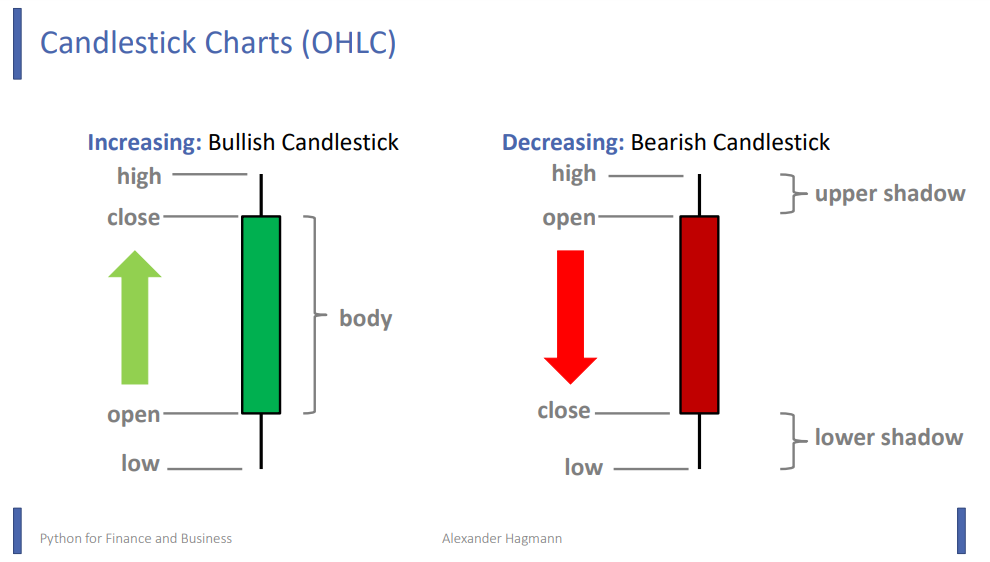 Candlestick Charts (OHLC)
Increasing: Bullish Candlestick
high
close
body
open
low
Decreasing: Bearish Candlestick
high
upper shadow
open
close
lower shadow
low
Python for Finance and Business
Alexander Hagmann